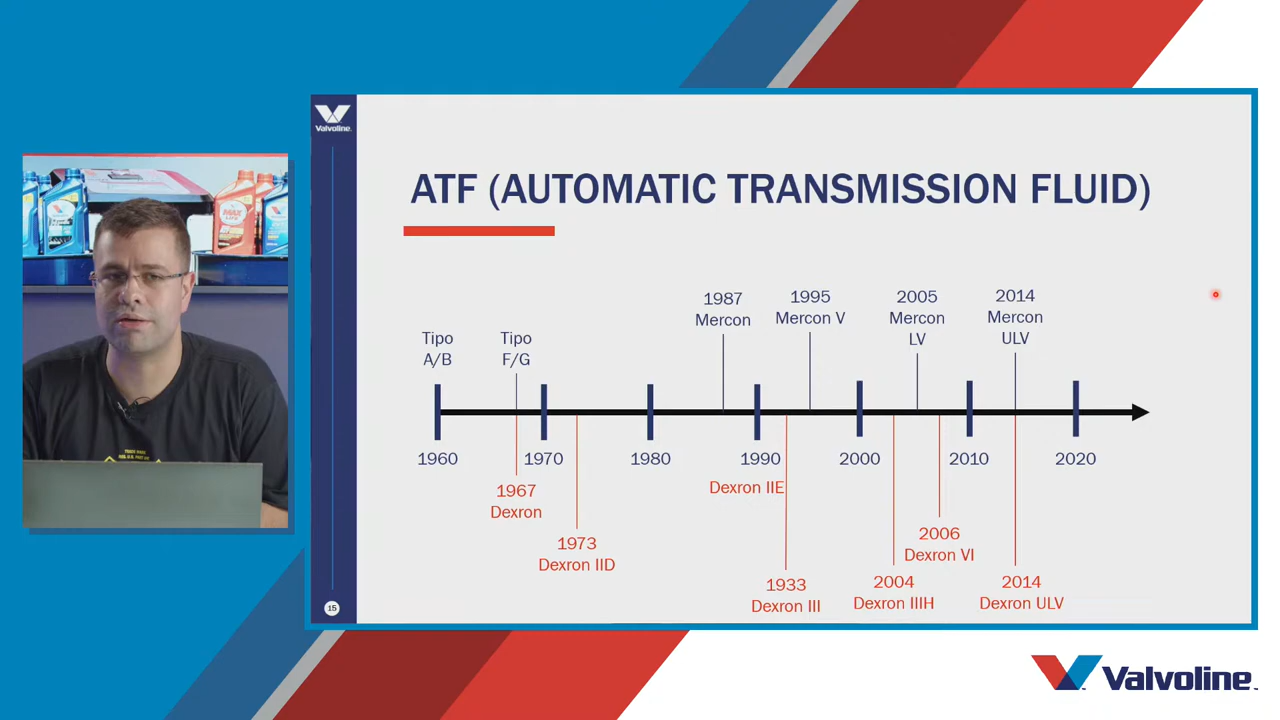 Valvoline.
ATF (AUTOMATIC TRANSMISSION FLUID)
Tipo
A/B
Tipo
F/G
1987
Mercon
1995
Mercon V
2005
Mercon
LV
2014
Mercon
ULV
1960
1970
1980
1990
2000
2010
2020
1967
Dexron
1973
Dexron IID
Dexron IIE
1933
Dexron III
2004
Dexron IIIH
2006
Dexron VI
2014
Dexron ULV
15
MAX
LIFE
Valvoline